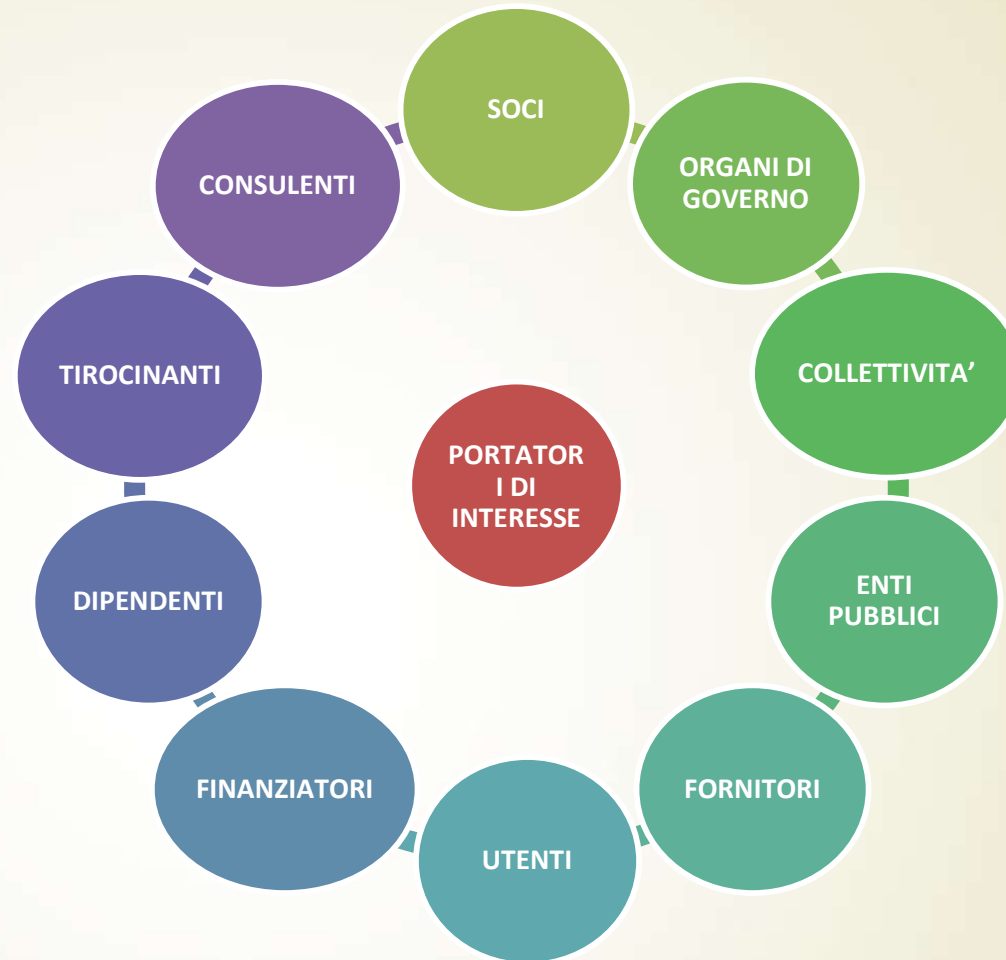 SOCI
ORGANI DI
GOVERNO
COLLETTIVITA’
ENTI
PUBBLICI
FORNITORI
UTENTI
FINANZIATORI
DIPENDENTI
TIROCINANTI
CONSULENTI
PORTATOR
I DI
INTERESSE